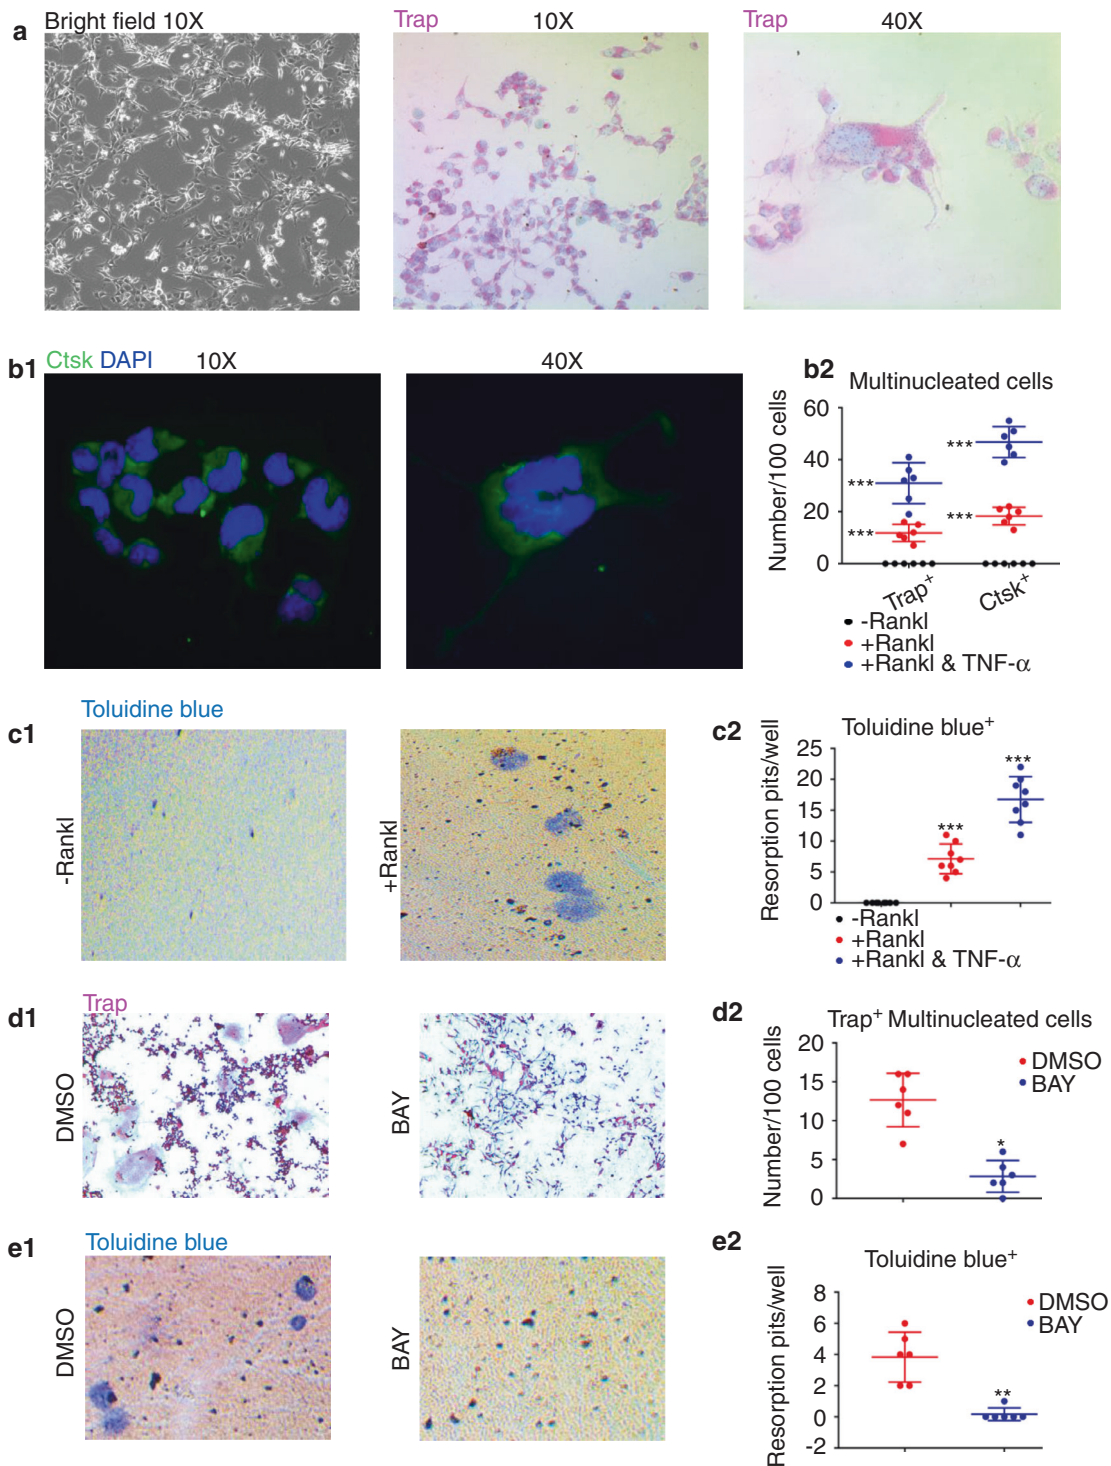 a
Bright field 10X
Trap 10X
Trap 40X
b1
Ctsk DAPI 10X
40X
b2
Multinucleated cells
Number/100 cells
60
40
20
0
***
***
***
***
Trap+
Ctsk+
-Rankl
+Rankl
+Rankl & TNF-α
c1
Toluidine blue
-Rankl
+Rankl
c2
Toluidine blue+
Resorption pits/well
25
20
15
10
5
0
***
***
-Rankl
+Rankl
+Rankl & TNF-α
d1
Trap
DMSO
BAY
d2
Trap+ Multinucleated cells
Number/100 cells
20
15
10
5
0
*
DMSO
BAY
e1
Toluidine blue
DMSO
BAY
e2
Toluidine blue+
Resorption pits/well
8
6
4
2
0
-2
**
DMSO
BAY